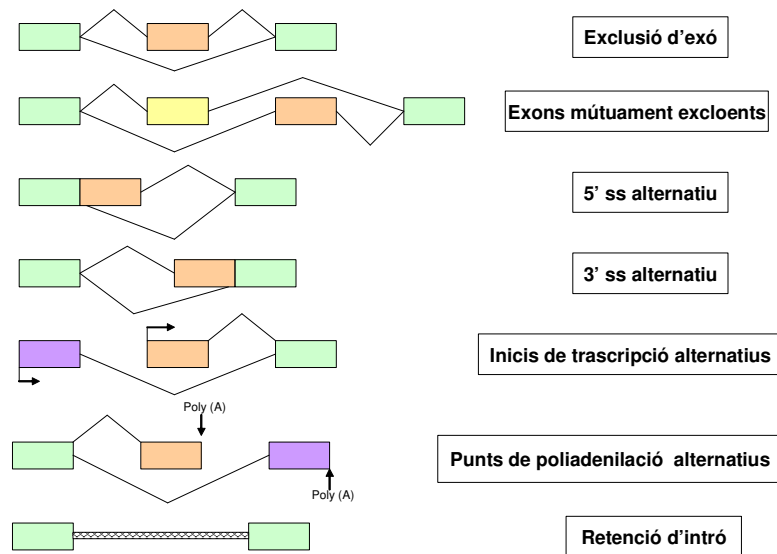 Exclusió d'exó
Exons mútuament excloents
5' ss alternatiu
3' ss alternatiu
Inicis de trascripció alternatius
Poly (A)
Punts de poliadenilació alternatius
Poly (A)
Retenció d'intró